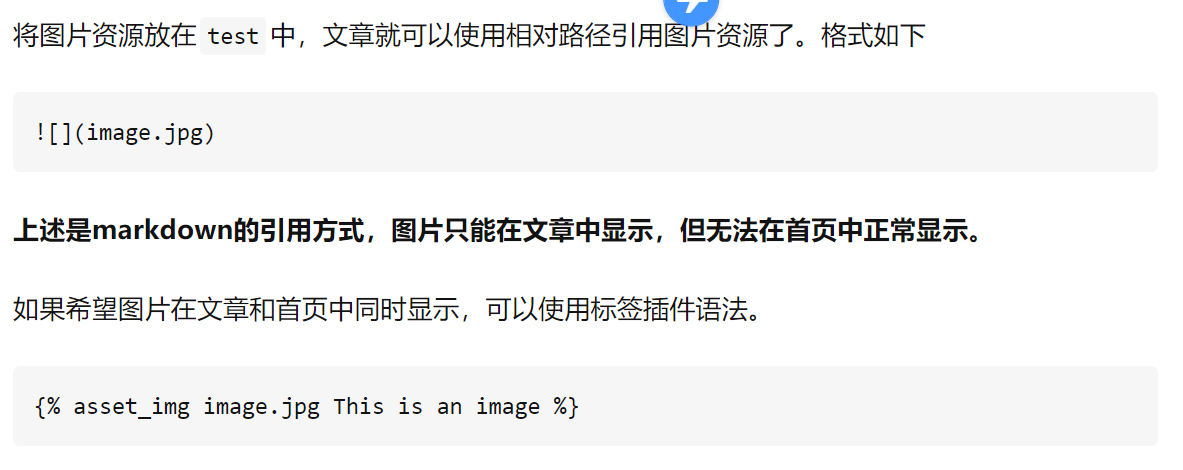 将图片资源放在 test 中，文章就可以使用相对路径引用图片资源了。格式如下
![](image.jpg)
上述是markdown的引用方式，图片只能在文章中显示，但无法在首页中正常显示。
如果希望图片在文章和首页中同时显示，可以使用标签插件语法。
{% asset_img image.jpg This is an image %}